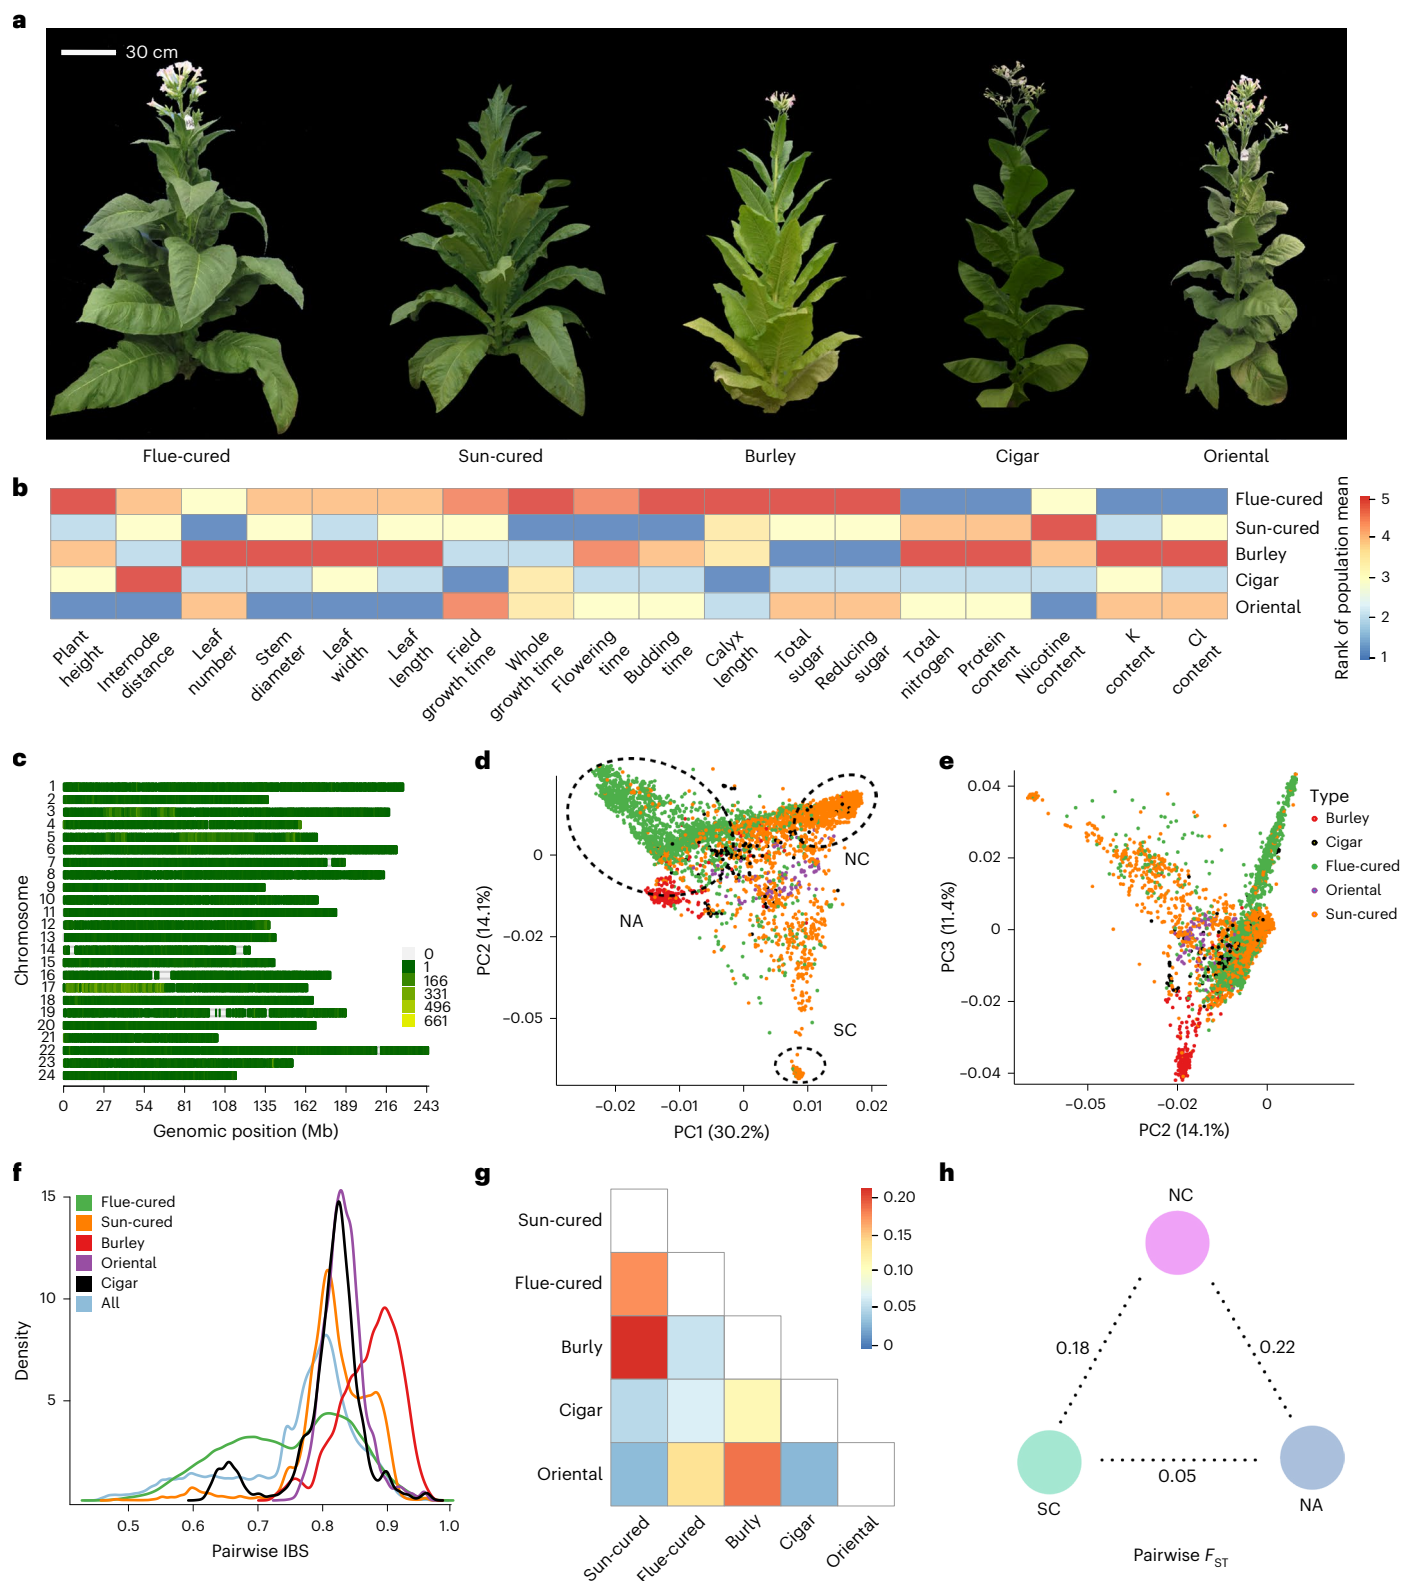 a
30 cm
Flue-cured
Sun-cured
Burley
Cigar
Oriental
b
Flue-cured
Sun-cured
Burley
Cigar
Oriental
Plant height
Internode distance
Leaf number
Stem diameter
Leaf width
Leaf length
Field growth time
Whole growth time
Flowering time
Budding time
Calyx length
Total sugar
Reducing sugar
Total nitrogen
Protein content
Nicotine content
K content
Cl content
Rank of population mean
5
4
3
2
1
c
Chromosome
1
2
3
4
5
6
7
8
9
10
11
12
13
14
15
16
17
18
19
20
21
22
23
24
0
1
166
331
496
661
0 27 54 81 108 135 162 189 216 243
Genomic position (Mb)
d
PC2 (14.1%)
0
−0.02
−0.05
NA
NC
SC
−0.02 −0.01 0 0.01 0.02
PC1 (30.2%)
e
PC3 (11.4%)
0.04
0.02
0
−0.02
−0.04
−0.05 −0.02 0
PC2 (14.1%)
Type
Burley
Cigar
Flue-cured
Oriental
Sun-cured
f
Density
15
10
5
Flue-cured
Sun-cured
Burley
Oriental
Cigar
All
0.5 0.6 0.7 0.8 0.9 1.0
Pairwise IBS
g
Sun-cured
Flue-cured
Burly
Cigar
Oriental
Sun-cured
Flue-cured
Burly
Cigar
Oriental
0.20
0.15
0.10
0.05
0
h
NC
0.18
0.22
0.05
SC
NA
Pairwise FST